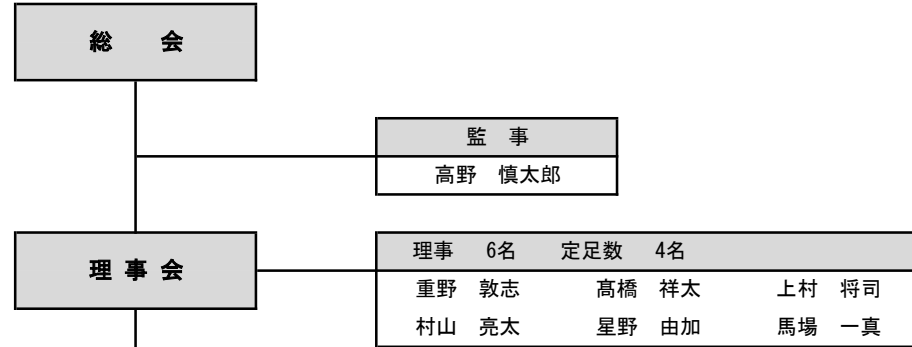 総　会
監　事
高野　慎太郎
理 事 会
理事　6名　定足数　4名
重野　敦志　髙橋　祥太　上村　将司
村山　亮太　星野　由加　馬場　一真